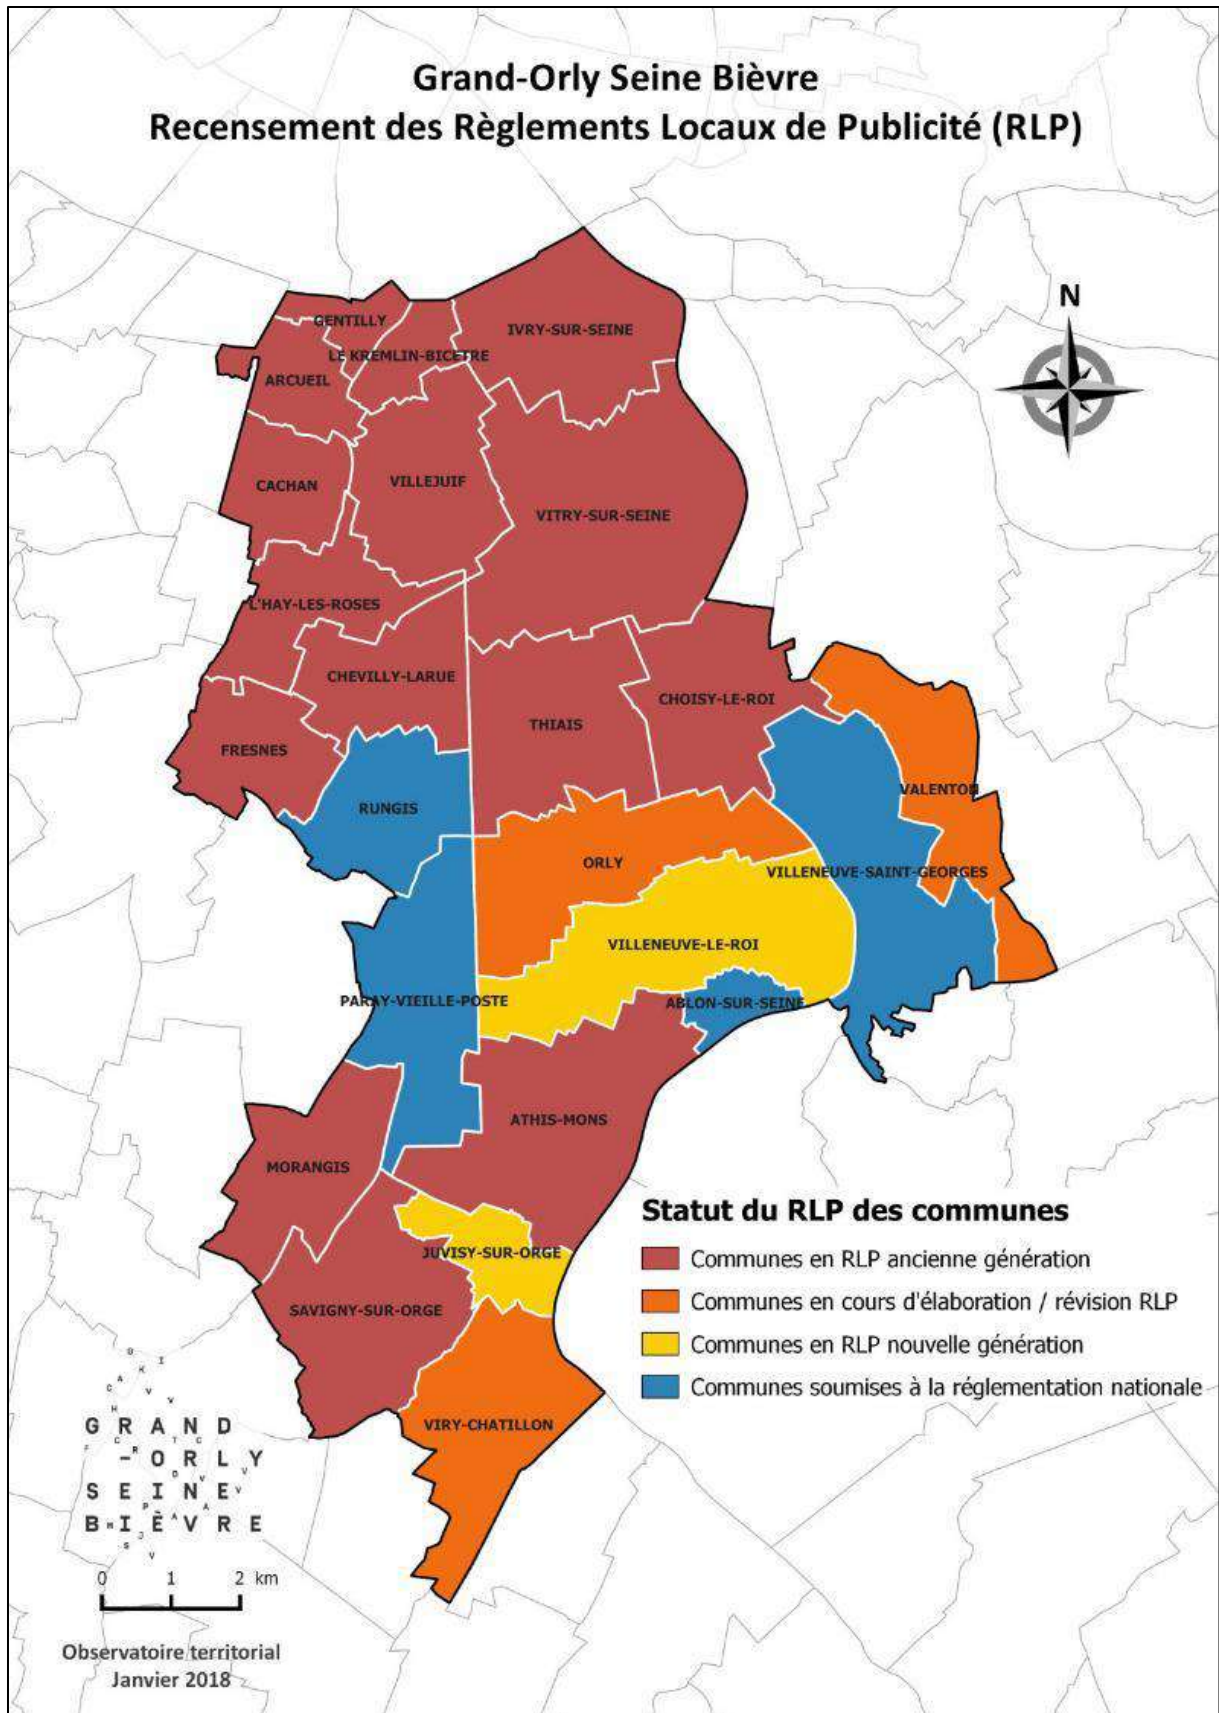 Grand-Orly Seine Bièvre
Recensement des Règlements Locaux de Publicité (RLP)
N
GENTILLY
IVRY-SUR-SEINE
LE KREMLIN-BICETRE
ARCUEIL
CACHAN
VILLEJUIF
VITRY-SUR-SEINE
L'HAY-LES-ROSES
CHEVILLY-LARUE
CHOISY-LE-ROI
THIAIS
FRESNES
VALENTON
RUNGIS
ORLY
VILLENEUVE-SAINT-GEORGES
VILLENEUVE-LE-ROI
PARAY-VIEILLE-POSTE
ABLON-SUR-SEINE
ATHIS-MONS
MORANGIS
JUVISY-SUR-ORGE
SAVIGNY-SUR-ORGE
VIRY-CHATILLON
Statut du RLP des communes
Communes en RLP ancienne génération
Communes en cours d'élaboration / révision RLP
Communes en RLP nouvelle génération
Communes soumises à la réglementation nationale
GRAND
-ORLY
SEINE
BIÈVRE
0 1 2 km
Observatoire territorial
Janvier 2018